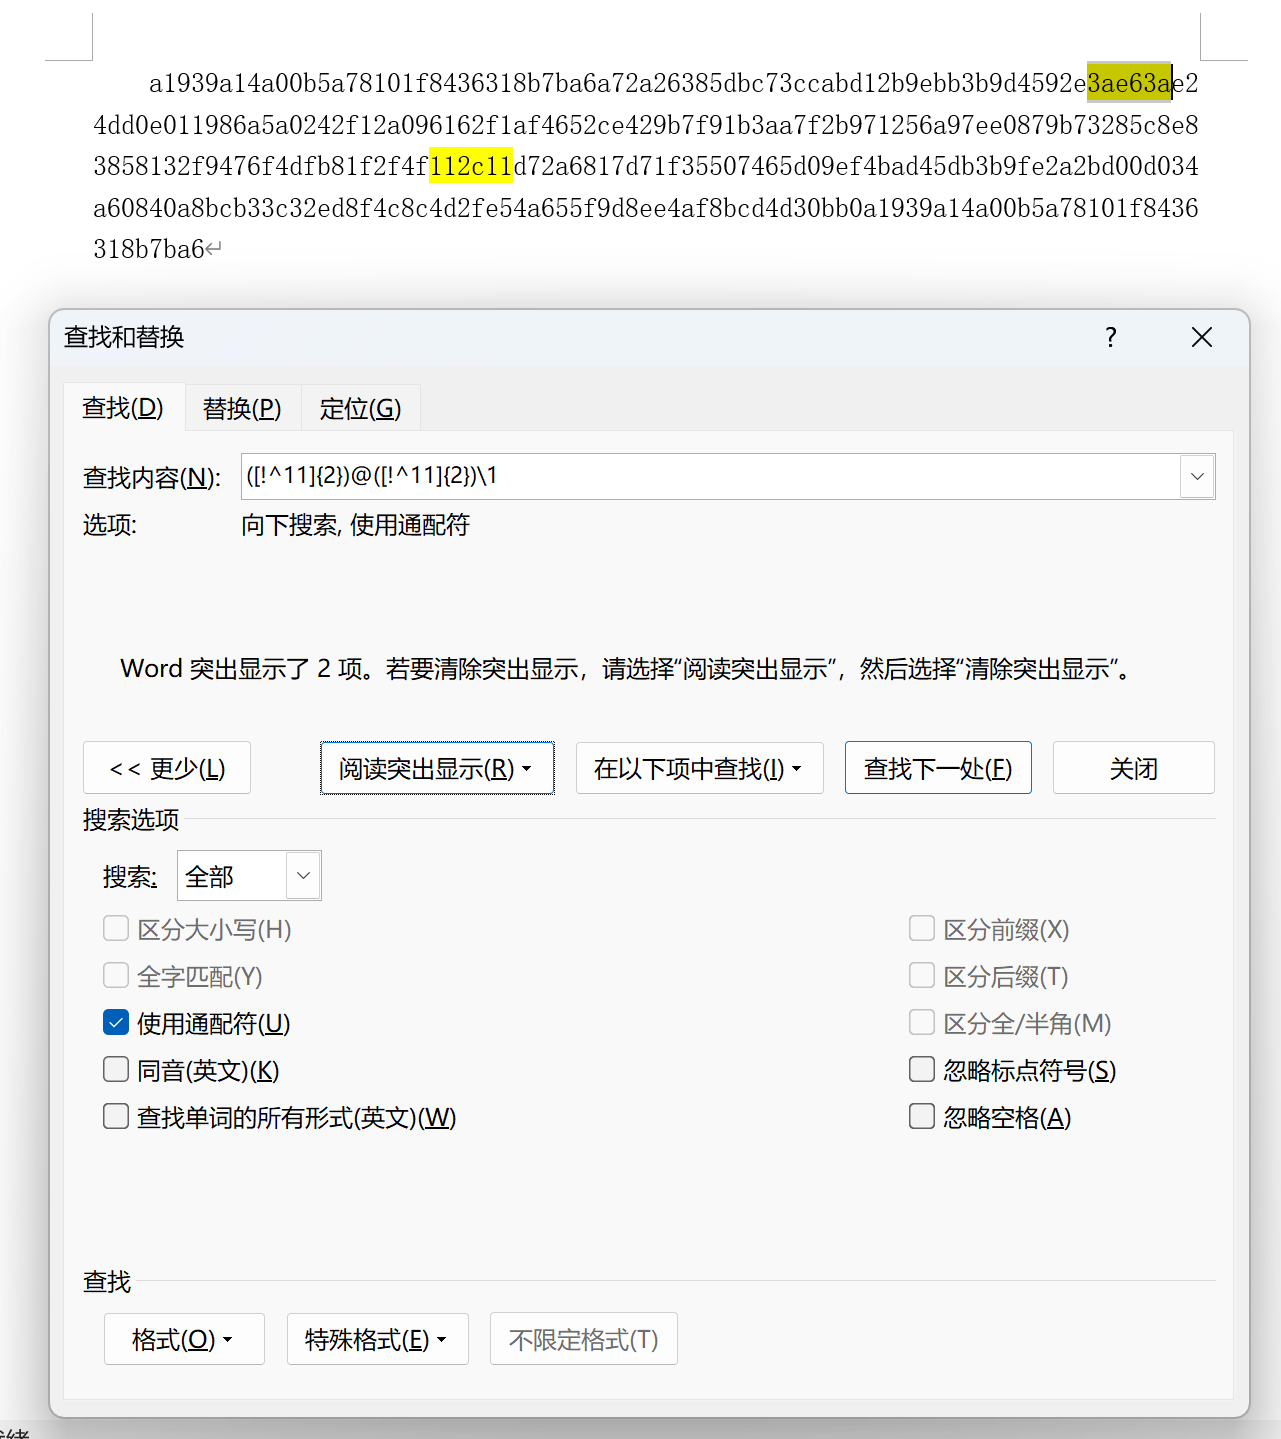 a1939a14a00b5a78101f8436318b7ba6a72a26385dbc73ccabd12b9ebb3b9d4592e3ae63ae2
4dd0e011986a5a0242f12a096162f1af4652ce429b7f91b3aa7f2b971256a97ee0879b73285c8e8
3858132f9476f4dfb81f2f4f112c11d72a6817d71f35507465d09ef4bad45db3b9fe2a2bd00d034
a60840a8bcb33c32ed8f4c8c4d2fe54a655f9d8ee4af8bcd4d30bb0a1939a14a00b5a78101f8436
318b7ba6↵
查找和替换 ? ×
查找(D) 替换(P) 定位(G)
查找内容(N): ([!^11]{2})@([!^11]{2})\1
选项: 向下搜索, 使用通配符
Word 突出显示了 2 项。若要清除突出显示，请选择“阅读突出显示”，然后选择“清除突出显示”。
<< 更少(L) 阅读突出显示(R) 在以下项中查找(I) 查找下一处(F) 关闭
搜索选项
搜索: 全部
区分大小写(H) 区分前缀(X)
全字匹配(Y) 区分后缀(T)
使用通配符(U) 区分全/半角(M)
同音(英文)(K) 忽略标点符号(S)
查找单词的所有形式(英文)(W) 忽略空格(A)
查找
格式(O) 特殊格式(E) 不限定格式(T)